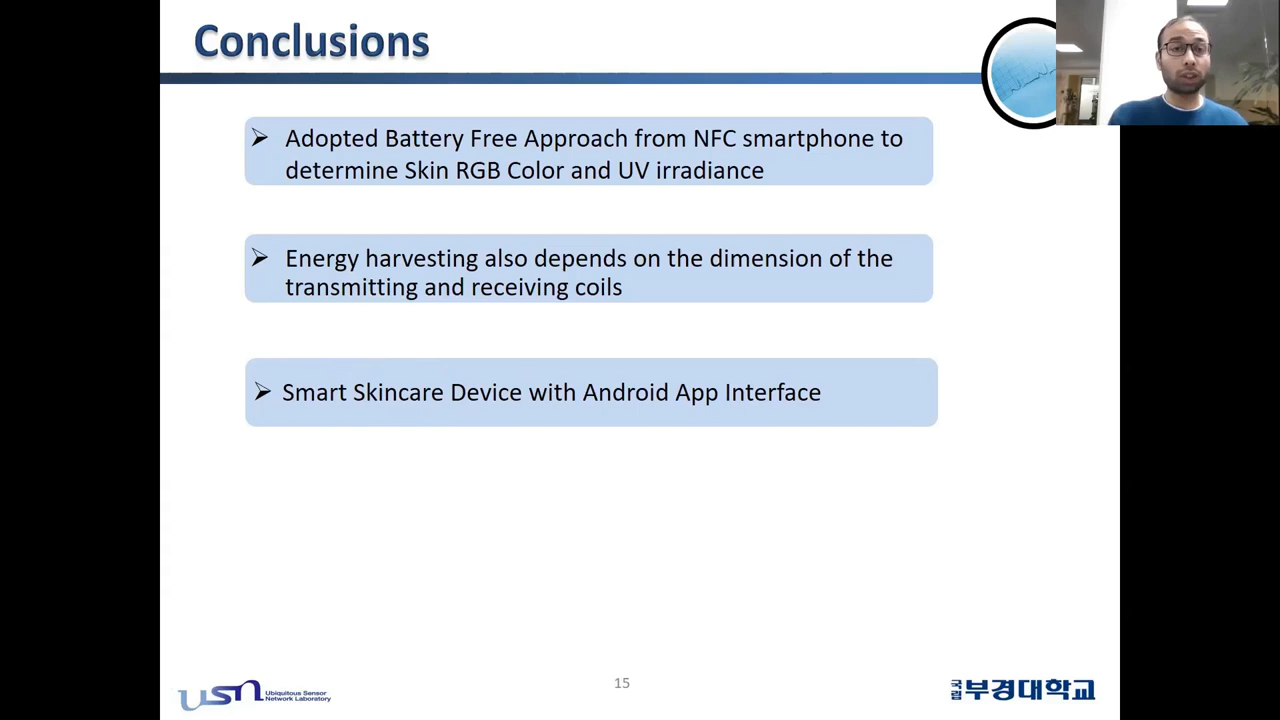 Conclusions
➢ Adopted Battery Free Approach from NFC smartphone to
determine Skin RGB Color and UV irradiance
➢ Energy harvesting also depends on the dimension of the
transmitting and receiving coils
➢ Smart Skincare Device with Android App Interface
usn Ubiquitous Sensor
Network Laboratory
15
국립부경대학교